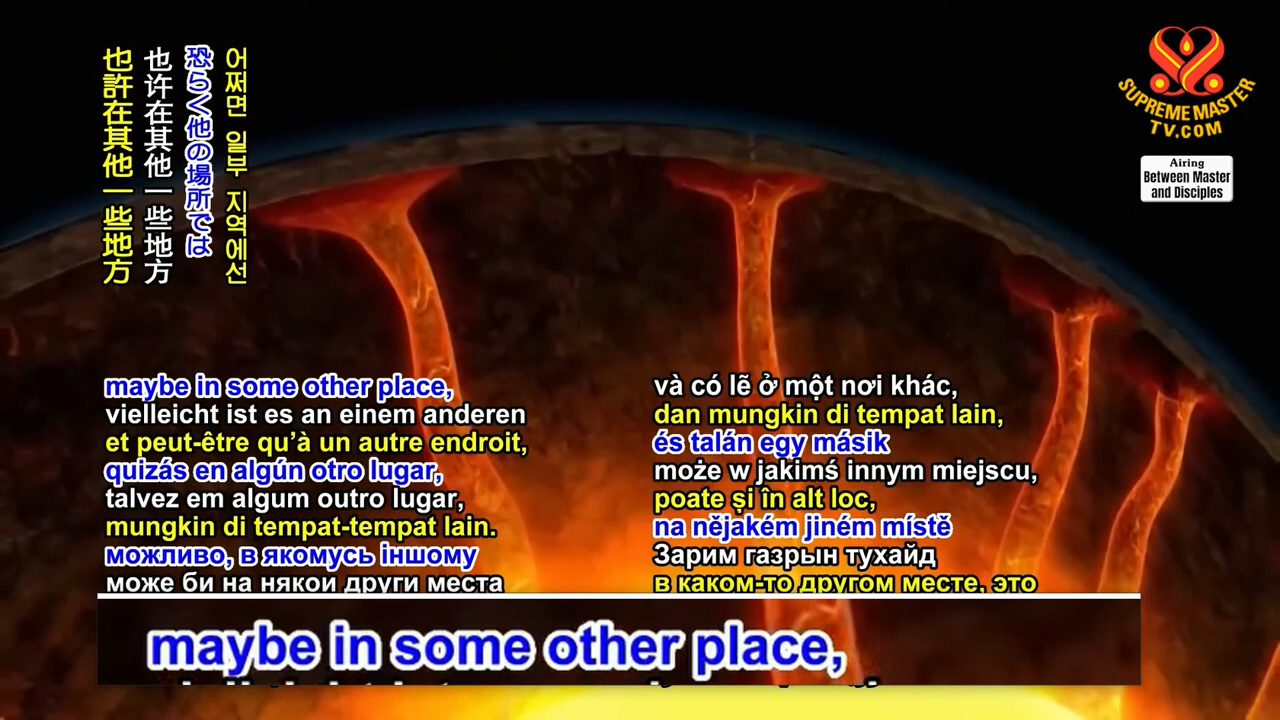 어쩌면 일부 지역에선
恐らく他の場所では
也许在其他一些地方
也許在其他一些地方
SUPREME MASTER
TV.COM
Airing
Between Master
and Disciples
maybe in some other place,
vielleicht ist es an einem anderen
et peut-être qu’à un autre endroit,
quizás en algún otro lugar,
talvez em algum outro lugar,
mungkin di tempat-tempat lain.
можливо, в якомусь іншому
може би на някои други места
và có lẽ ở một nơi khác,
dan mungkin di tempat lain,
és talán egy másik
może w jakimś innym miejscu,
poate și în alt loc,
na nějakém jiném místě
Зарим газрын тухайд
в каком-то другом месте, это
maybe in some other place,